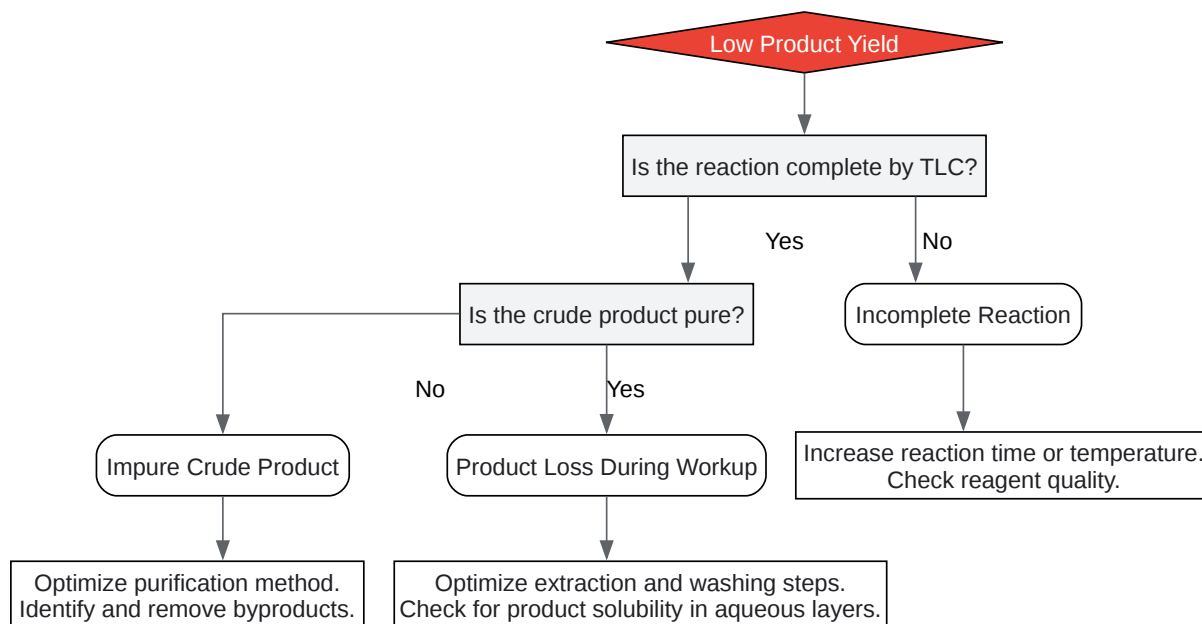 Low Product Yield
Is the reaction complete by TLC?
Yes
No
Is the crude product pure?
Incomplete Reaction
No
Yes
Impure Crude Product
Product Loss During Workup
Increase reaction time or temperature.
Check reagent quality.
Optimize purification method.
Identify and remove byproducts.
Optimize extraction and washing steps.
Check for product solubility in aqueous layers.